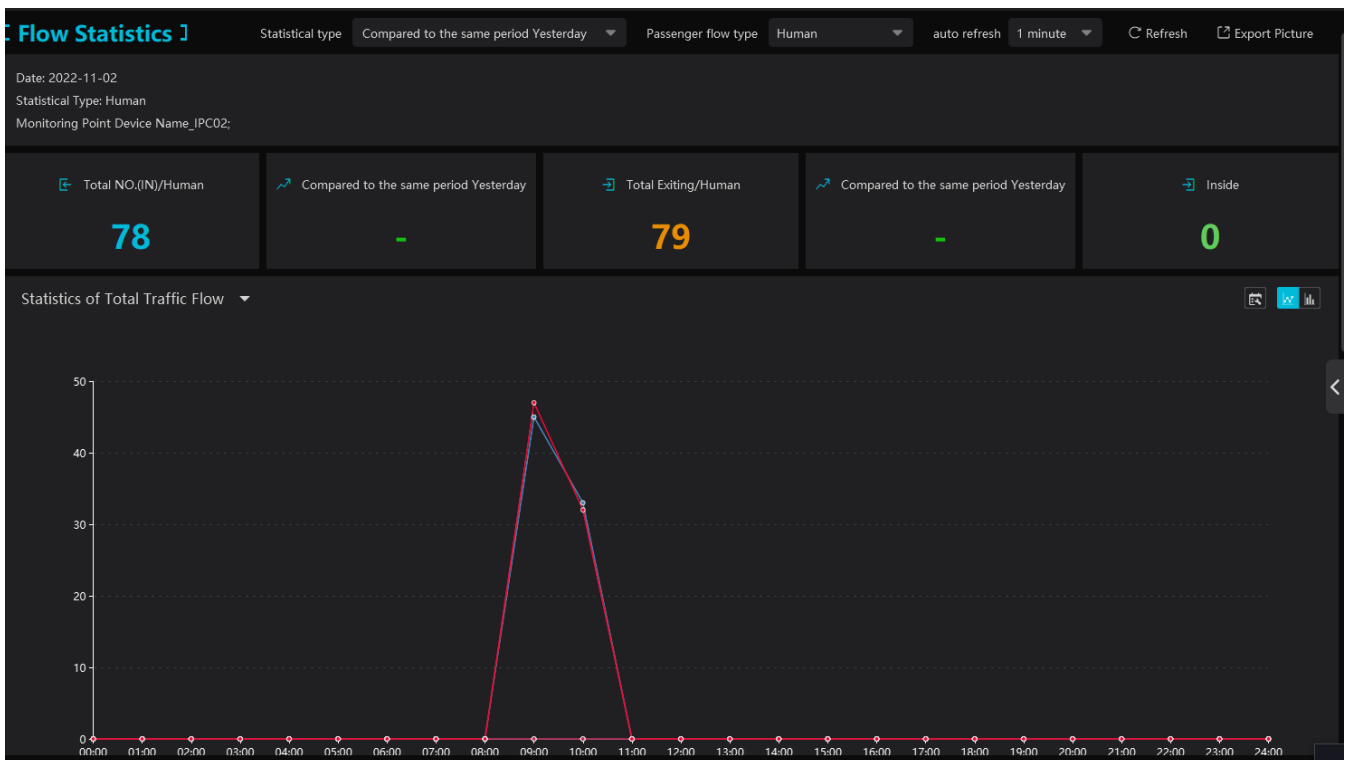 [ Flow Statistics ] Statistical type Compared to the same period Yesterday Passenger flow type Human auto refresh 1 minute Refresh Export Picture
Date: 2022-11-02
Statistical Type: Human
Monitoring Point Device Name_IPC02;
Total NO.(IN)/Human Compared to the same period Yesterday Total Exiting/Human Compared to the same period Yesterday Inside
78 - 79 - 0
Statistics of Total Traffic Flow
50
40
30
20
10
0
00:00 01:00 02:00 03:00 04:00 05:00 06:00 07:00 08:00 09:00 10:00 11:00 12:00 13:00 14:00 15:00 16:00 17:00 18:00 19:00 20:00 21:00 22:00 23:00 24:00